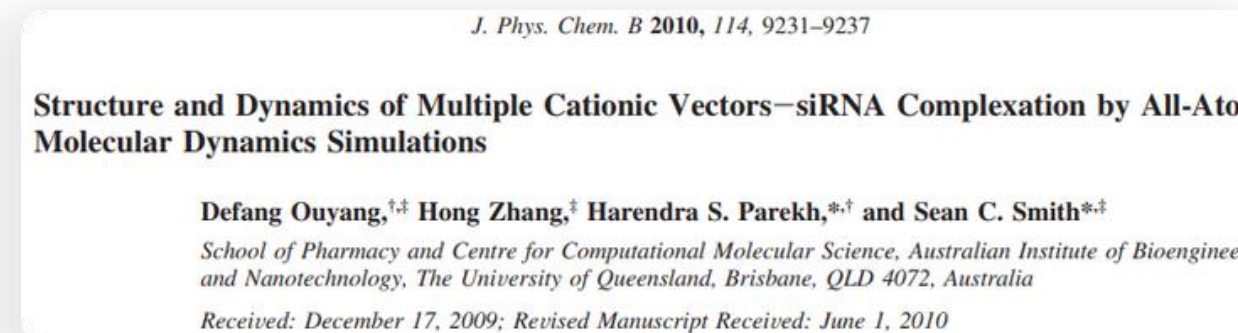 J. Phys. Chem. B 2010, 114, 9231–9237
Structure and Dynamics of Multiple Cationic Vectors−siRNA Complexation by All-Ato
Molecular Dynamics Simulations
Defang Ouyang,†,‡ Hong Zhang,‡ Harendra S. Parekh,*,† and Sean C. Smith*,‡
School of Pharmacy and Centre for Computational Molecular Science, Australian Institute of Bioenginee
and Nanotechnology, The University of Queensland, Brisbane, QLD 4072, Australia
Received: December 17, 2009; Revised Manuscript Received: June 1, 2010